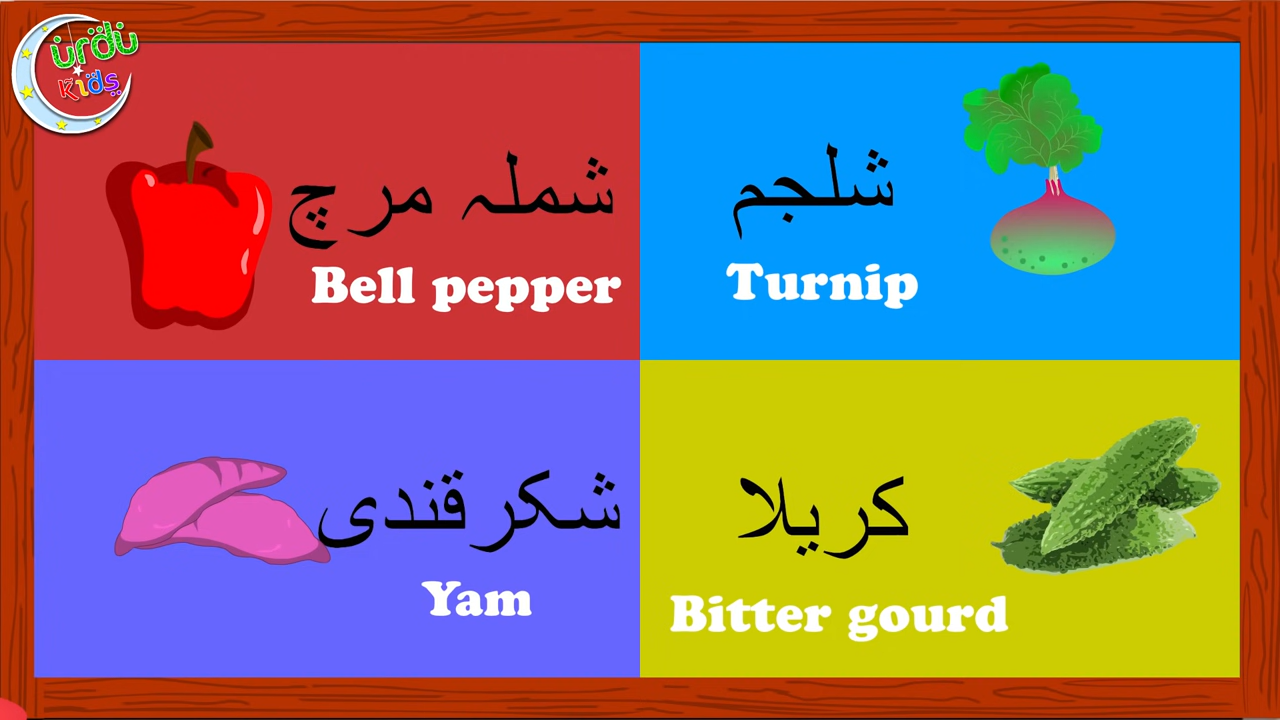 urdu
Kids
شملہ مرچ
Bell pepper
شلجم
Turnip
شکرقندی
Yam
کریلا
Bitter gourd